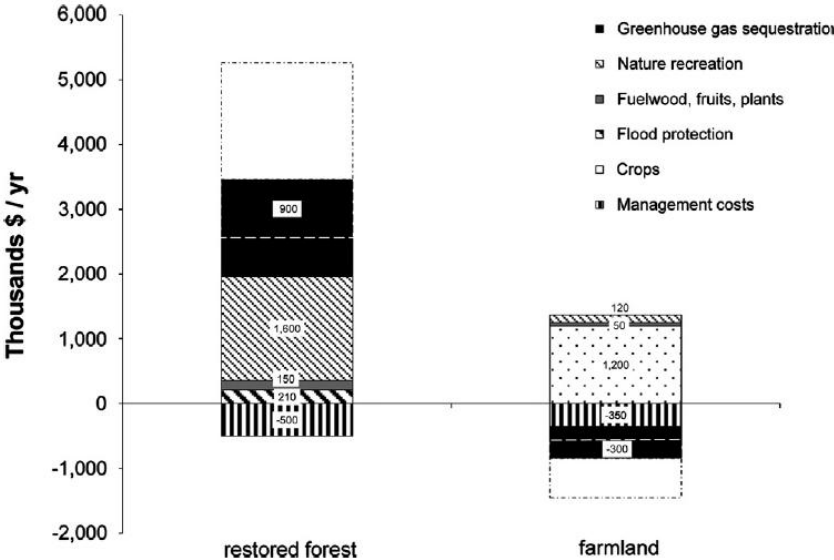 6,000
5,000
4,000
3,000
2,000
1,000
0
-1,000
-2,000
Thousands $ / yr
Greenhouse gas sequestration
Nature recreation
Fuelwood, fruits, plants
Flood protection
Crops
Management costs
900
1,600
150
210
-500
120
50
1,200
-350
-300
restored forest
farmland